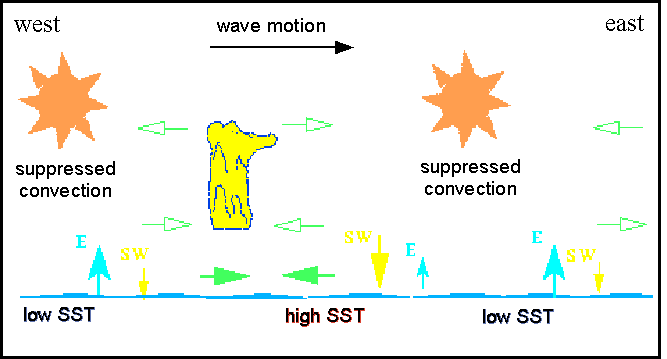 west
wave motion
east
suppressed
convection
suppressed
convection
E
SW
SW
E
E
SW
low SST
high SST
low SST